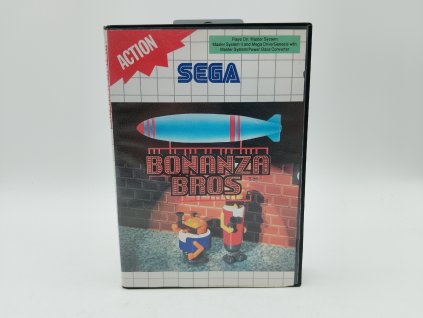 ACTION
Plays On: Master System,
Master System II and Mega Drive/Genesis with
Master System/Power Base Converter
SEGA
BONANZA
BROS